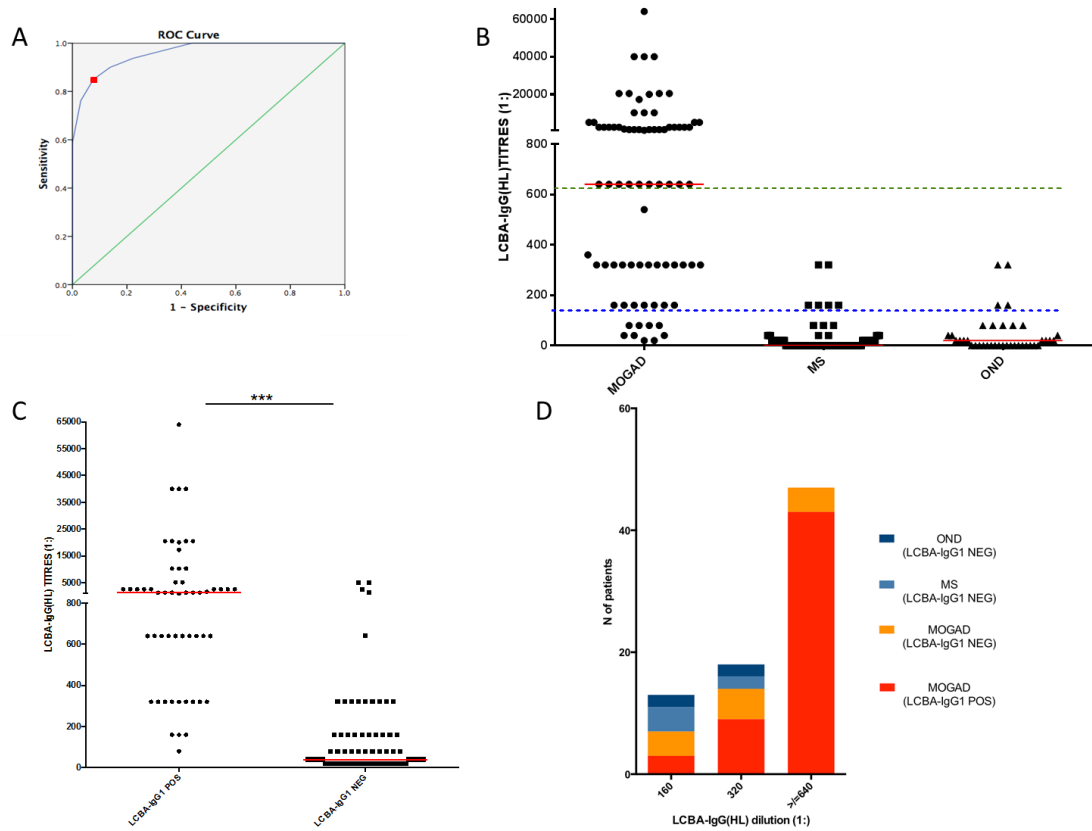 A
ROC Curve
1.0
0.8
0.6
0.4
0.2
0.0
Sensitivity
0.0 0.2 0.4 0.6 0.8 1.0
1 - Specificity
B
60000
40000
20000
800
600
400
200
0
LCBA-IgG(HL)TITRES (1:)
MOGAD
MS
OND
C
***
65000
55000
45000
35000
25000
15000
5000
800
600
400
200
0
LCBA-IgG(HL) TITRES (1:)
LCBA-IgG1 POS
LCBA-IgG1 NEG
D
60
40
20
0
N of patients
160
320
>/=640
LCBA-IgG(HL) dilution (1:)
OND
(LCBA-IgG1 NEG)
MS
(LCBA-IgG1 NEG)
MOGAD
(LCBA-IgG1 NEG)
MOGAD
(LCBA-IgG1 POS)